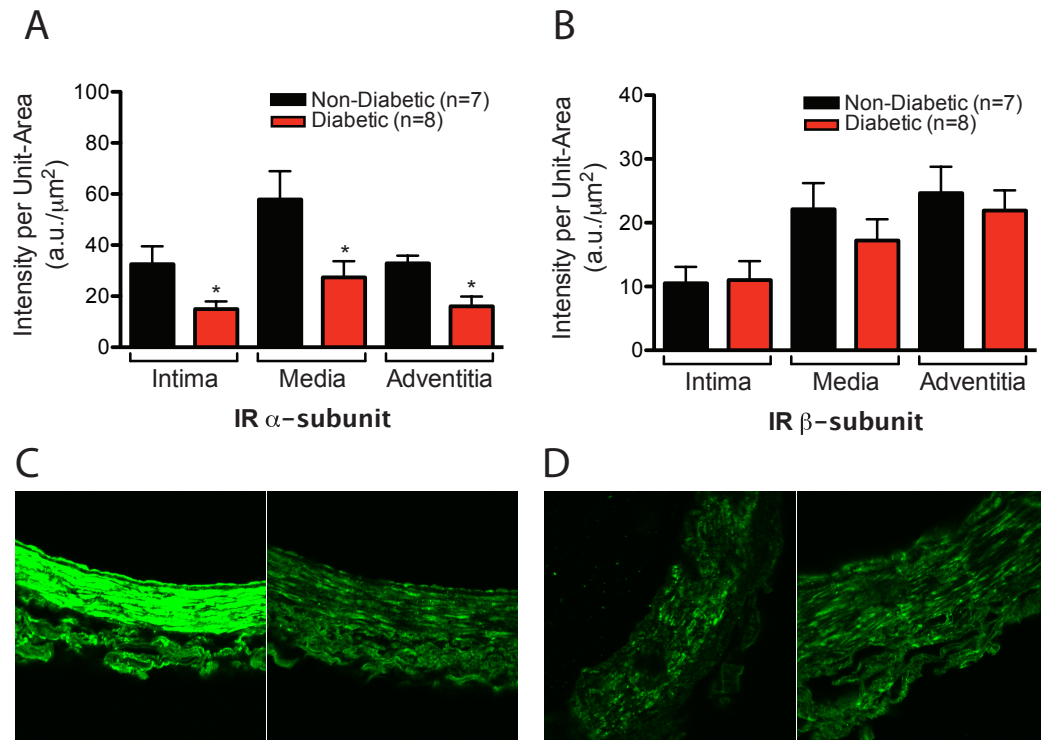 A
Intensity per Unit-Area
(a.u./μm²)
100
80
60
40
20
0
Non-Diabetic (n=7)
Diabetic (n=8)
*
*
*
Intima
Media
Adventitia
IR α-subunit
B
Intensity per Unit-Area
(a.u./μm²)
40
30
20
10
0
Non-Diabetic (n=7)
Diabetic (n=8)
Intima
Media
Adventitia
IR β-subunit
C
D